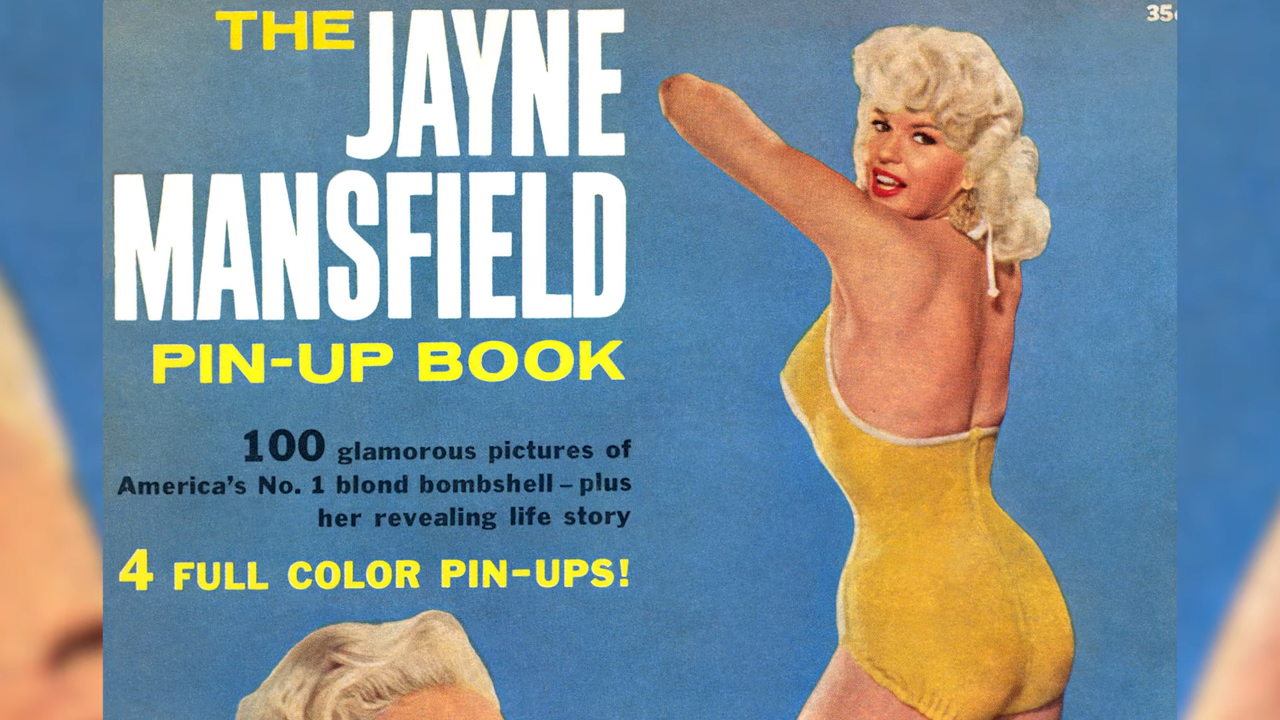 THE
JAYNE
MANSFIELD
PIN-UP BOOK
100 glamorous pictures of
America's No. 1 blond bombshell – plus
her revealing life story
4 FULL COLOR PIN-UPS!
35¢